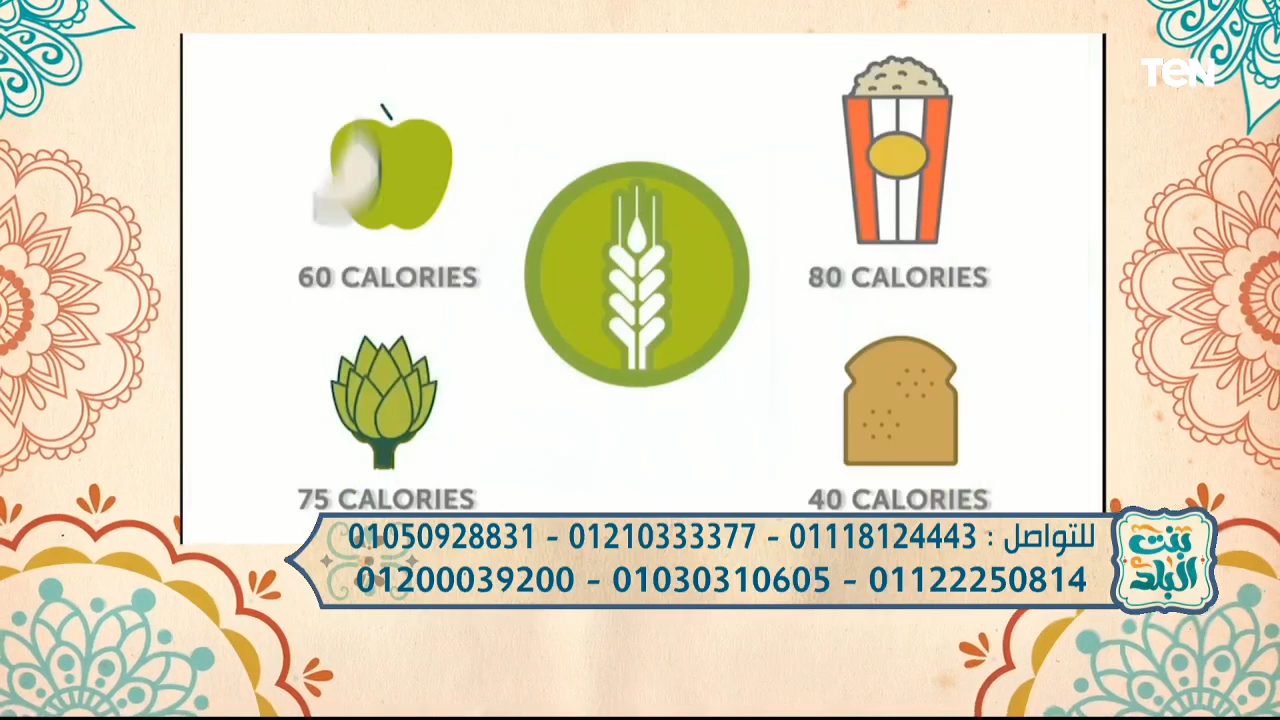 TEN
60 CALORIES
80 CALORIES
75 CALORIES
40 CALORIES
للتواصل : 01118124443 - 01210333377 - 01050928831
01122250814 - 01030310605 - 01200039200
بنت
البلد